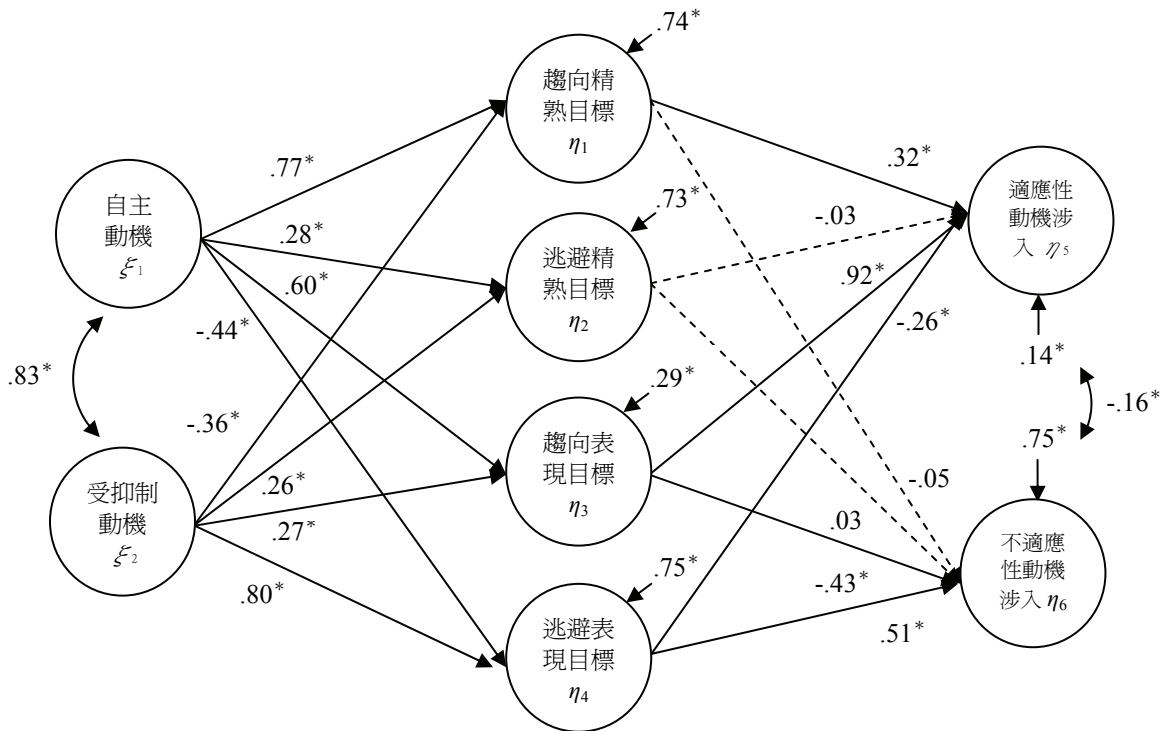 .74*
趨向精
熟目標
η1
.77*
.32*
自主
動機
ξ1
適應性
動機涉
入 η5
.73*
-.03
.28*
逃避精
熟目標
η2
.60*
.92*
-.44*
-.26*
.83*
.14*
-.16*
.29*
-.36*
趨向表
現目標
η3
.75*
受抑制
動機
ξ2
.26*
-.05
.27*
.03
不適應
性動機
涉入 η6
.75*
.80*
-.43*
逃避表
現目標
η4
.51*